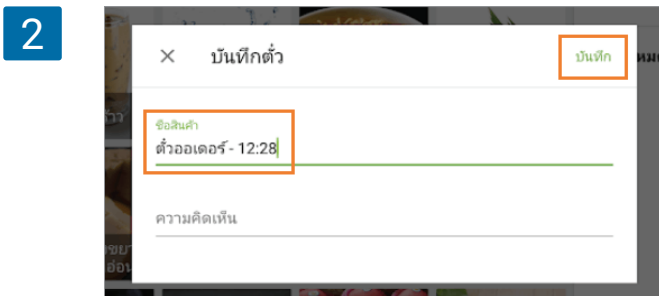 2
บันทึกตั๋ว
บันทึก
ชื่อสินค้า
ตั๋วออเดอร์ - 12:28
ความคิดเห็น